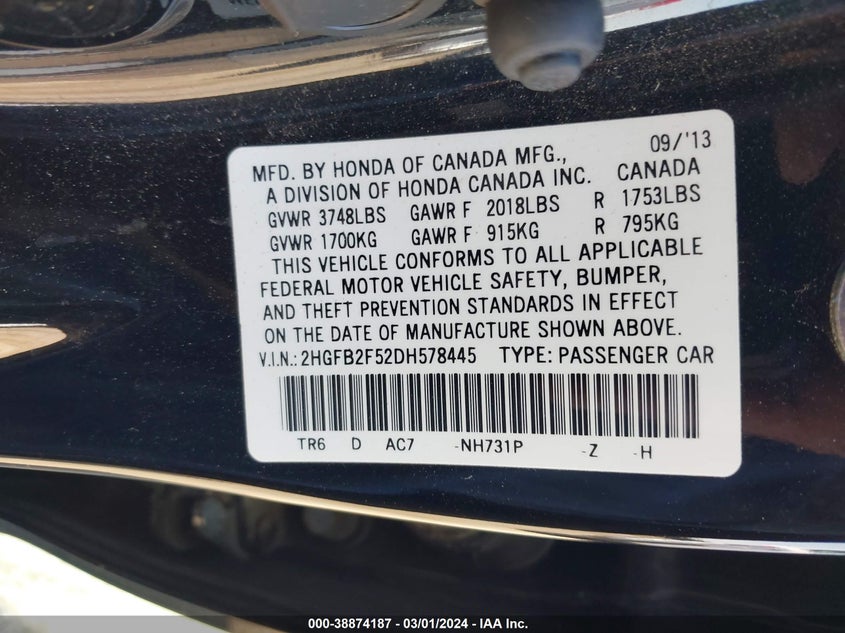 09/'13
MFD. BY HONDA OF CANADA MFG.,
A DIVISION OF HONDA CANADA INC. CANADA
GVWR 3748LBS GAWR F 2018LBS R 1753LBS
GVWR 1700KG GAWR F 915KG R 795KG
THIS VEHICLE CONFORMS TO ALL APPLICABLE
FEDERAL MOTOR VEHICLE SAFETY, BUMPER,
AND THEFT PREVENTION STANDARDS IN EFFECT
ON THE DATE OF MANUFACTURE SHOWN ABOVE.
V.I.N.: 2HGFB2F52DH578445 TYPE: PASSENGER CAR
TR6 D AC7 -NH731P -Z -H
000-38874187 - 03/01/2024 - IAA Inc.